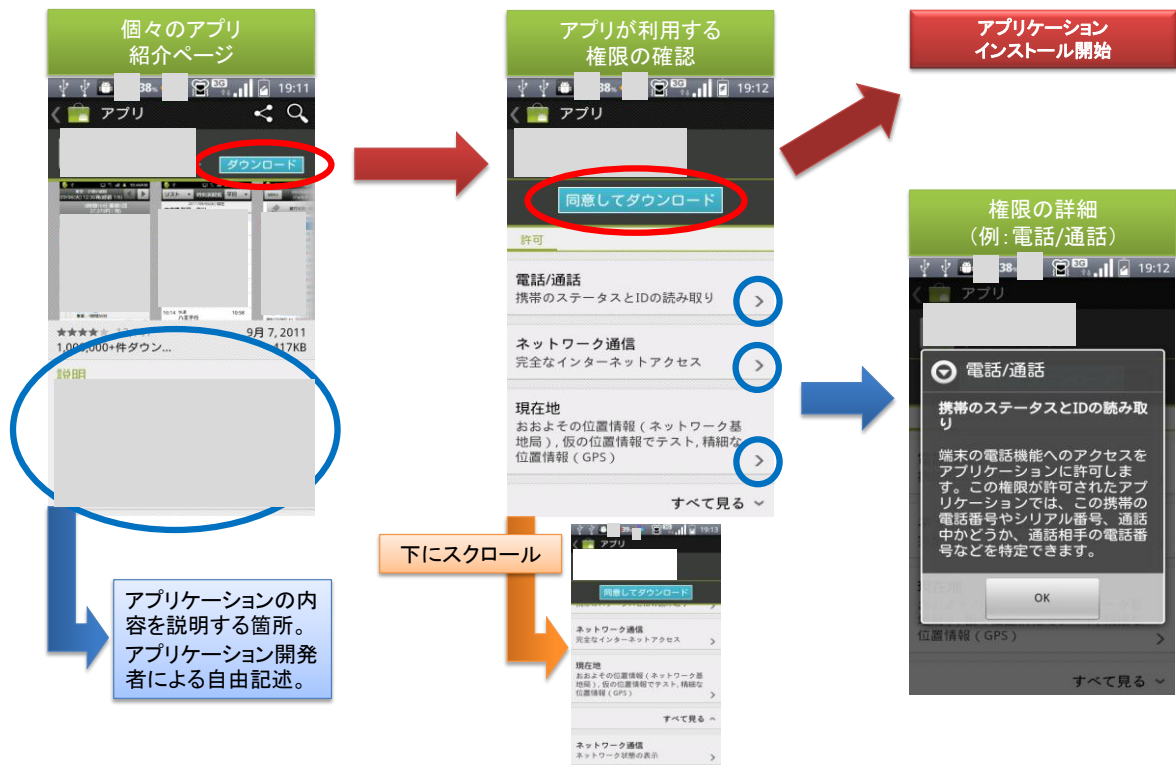 個々のアプリ
紹介ページ
38%
3G
19:11
アプリ
ダウンロード
★★★★★
9月 7, 2011
1,000,000+件ダウン...
417KB
説明
アプリケーションの内
容を説明する箇所。
アプリケーション開発
者による自由記述。
アプリが利用する
権限の確認
38%
3G
19:12
アプリ
同意してダウンロード
許可
電話/通話
携帯のステータスとIDの読み取り
ネットワーク通信
完全なインターネットアクセス
現在地
おおよその位置情報(ネットワーク基
地局), 仮の位置情報でテスト, 精細な
位置情報(GPS)
すべて見る
下にスクロール
19:13
アプリ
同意してダウンロード
ネットワーク通信
完全なインターネットアクセス
現在地
おおよその位置情報(ネットワーク基
地局), 仮の位置情報でテスト, 精細な
位置情報(GPS)
すべて見る
ネットワーク通信
ネットワーク状態の表示
アプリケーション
インストール開始
権限の詳細
(例:電話/通話)
38%
3G
19:12
アプリ
電話/通話
携帯のステータスとIDの読み取
り
端末の電話機能へのアクセスを
アプリケーションに許可しま
す。この権限が許可されたアプ
リケーションでは、この携帯の
電話番号やシリアル番号、通話
中かどうか、通話相手の電話番
号などを特定できます。
OK
位置情報(GPS)
すべて見る